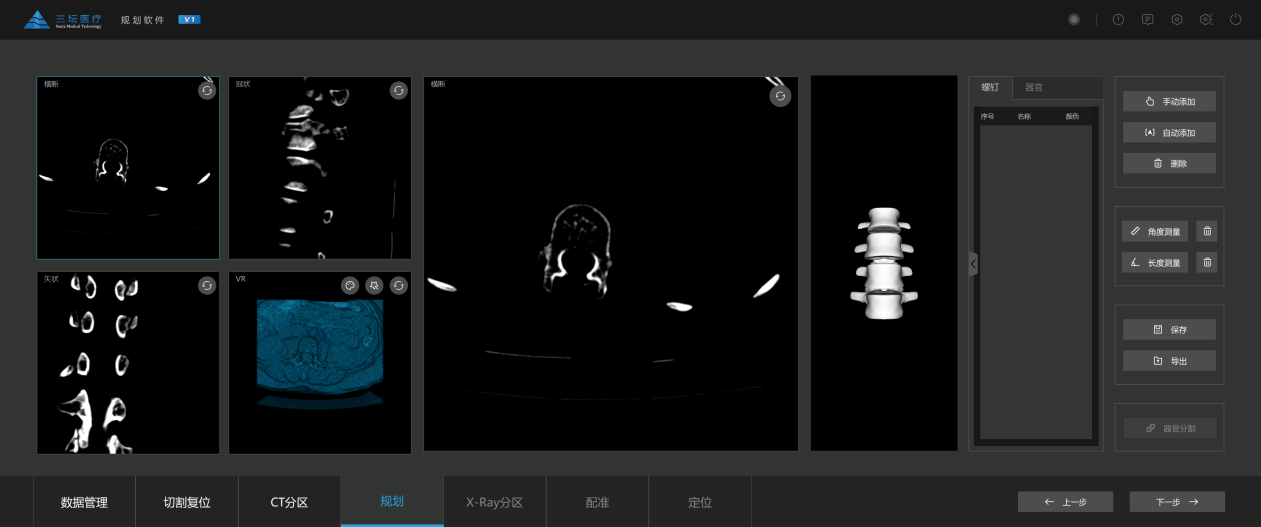 三坛医疗
Santa Medical Technology
规划软件
V1
横断
冠状
矢状
VR
横断
螺钉
器官
序号 名称 颜色
手动添加
自动添加
删除
角度测量
长度测量
保存
导出
器官分割
数据管理
切割复位
CT分区
规划
X-Ray分区
配准
定位
上一步
下一步